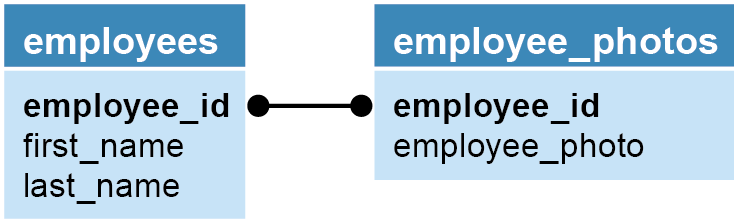 employees
employee_id
first_name
last_name
employee_photos
employee_id
employee_photo